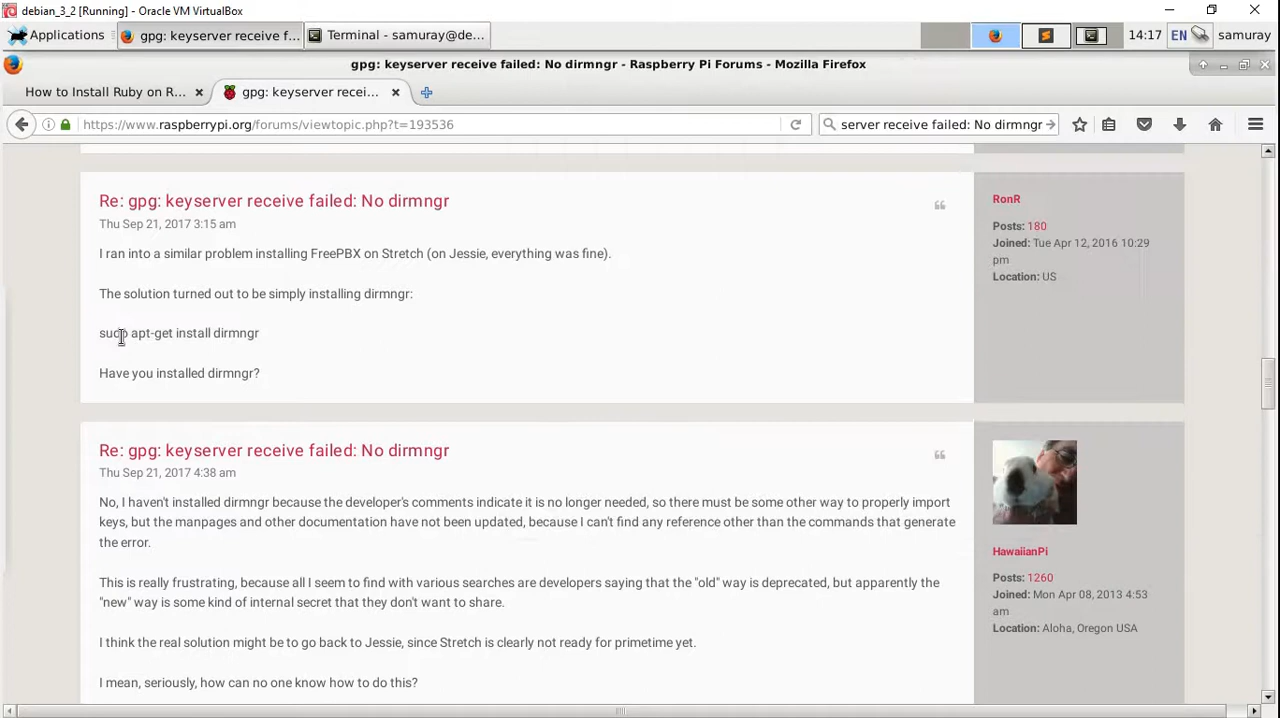 debian_3_2 [Running] - Oracle VM VirtualBox
Applications
gpg: keyserver receive f...
Terminal - samuray@de...
14:17
EN
samuray
gpg: keyserver receive failed: No dirmngr - Raspberry Pi Forums - Mozilla Firefox
How to Install Ruby on R...
gpg: keyserver recei...
https://www.raspberrypi.org/forums/viewtopic.php?t=193536
server receive failed: No dirmngr
Re: gpg: keyserver receive failed: No dirmngr
Thu Sep 21, 2017 3:15 am
I ran into a similar problem installing FreePBX on Stretch (on Jessie, everything was fine).
The solution turned out to be simply installing dirmngr:
sudo apt-get install dirmngr
Have you installed dirmngr?
RonR
Posts: 180
Joined: Tue Apr 12, 2016 10:29
pm
Location: US
Re: gpg: keyserver receive failed: No dirmngr
Thu Sep 21, 2017 4:38 am
No, I haven't installed dirmngr because the developer's comments indicate it is no longer needed, so there must be some other way to properly import
keys, but the manpages and other documentation have not been updated, because I can't find any reference other than the commands that generate
the error.
This is really frustrating, because all I seem to find with various searches are developers saying that the "old" way is deprecated, but apparently the
"new" way is some kind of internal secret that they don't want to share.
I think the real solution might be to go back to Jessie, since Stretch is clearly not ready for primetime yet.
I mean, seriously, how can no one know how to do this?
HawaiianPi
Posts: 1260
Joined: Mon Apr 08, 2013 4:53
am
Location: Aloha, Oregon USA